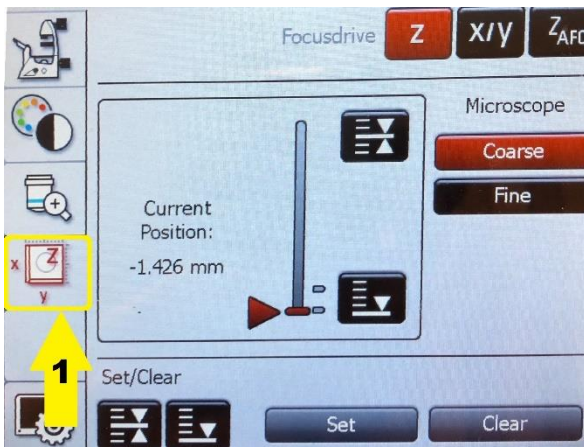 Focusdrive Z X/Y ZAFC
Microscope
Coarse
Fine
Current
Position:
-1.426 mm
x Z
y
1
Set/Clear
Set Clear